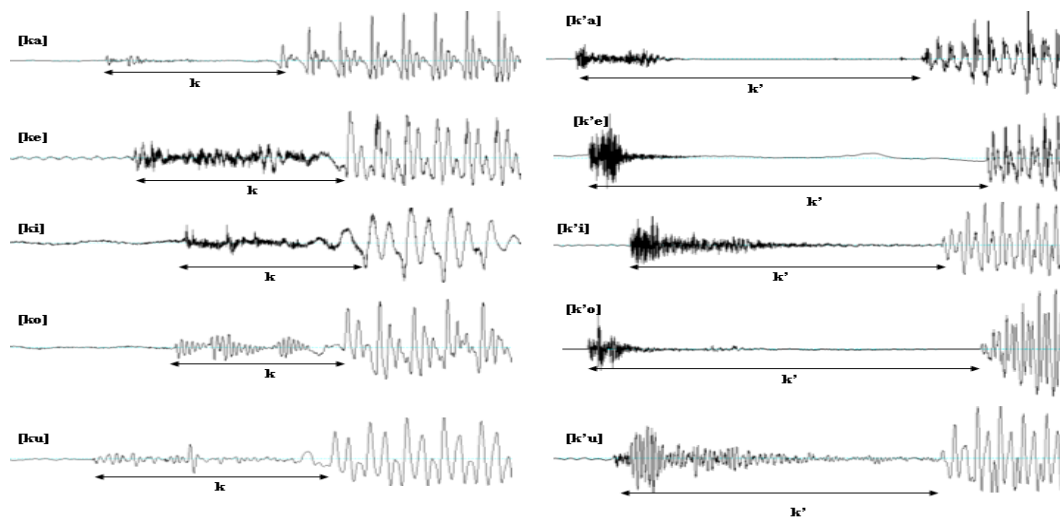 [ka]
k
[ke]
k
[ki]
k
[ko]
k
[ku]
k
[k'a]
k'
[k'e]
k'
[k'i]
k'
[k'o]
k'
[k'u]
k'